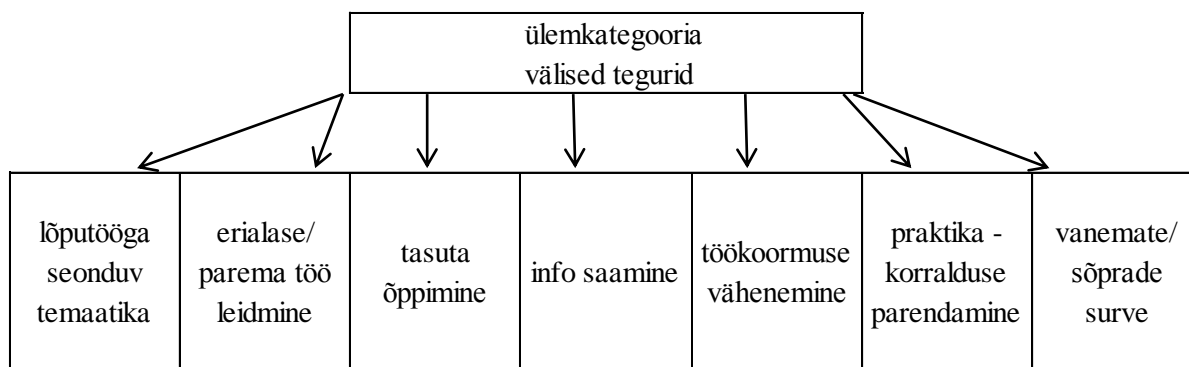 ülemkategooria
välised tegurid
lõputööga
seonduv
temaatika
erialase/
parema töö
leidmine
tasuta
õppimine
info saamine
töökoormuse
vähenemine
praktika -
korralduse
parendamine
vanemate/
sõprade
surve